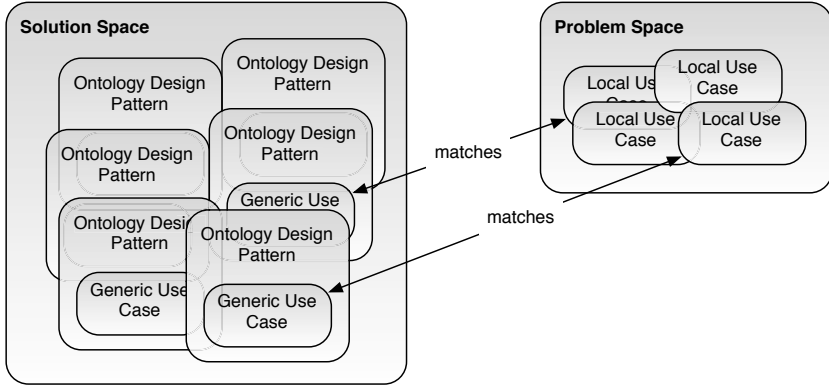 Solution Space
Ontology Design
Pattern
Ontology Design
Pattern
Ontology Design
Pattern
Ontology Design
Pattern
Generic Use
Ontology Design
Pattern
Ontology Design
Pattern
Generic Use
Case
Generic Use
Case
matches
matches
Problem Space
Local Use
Case
Local Use
Case
Local Use
Case
Local Use
Case